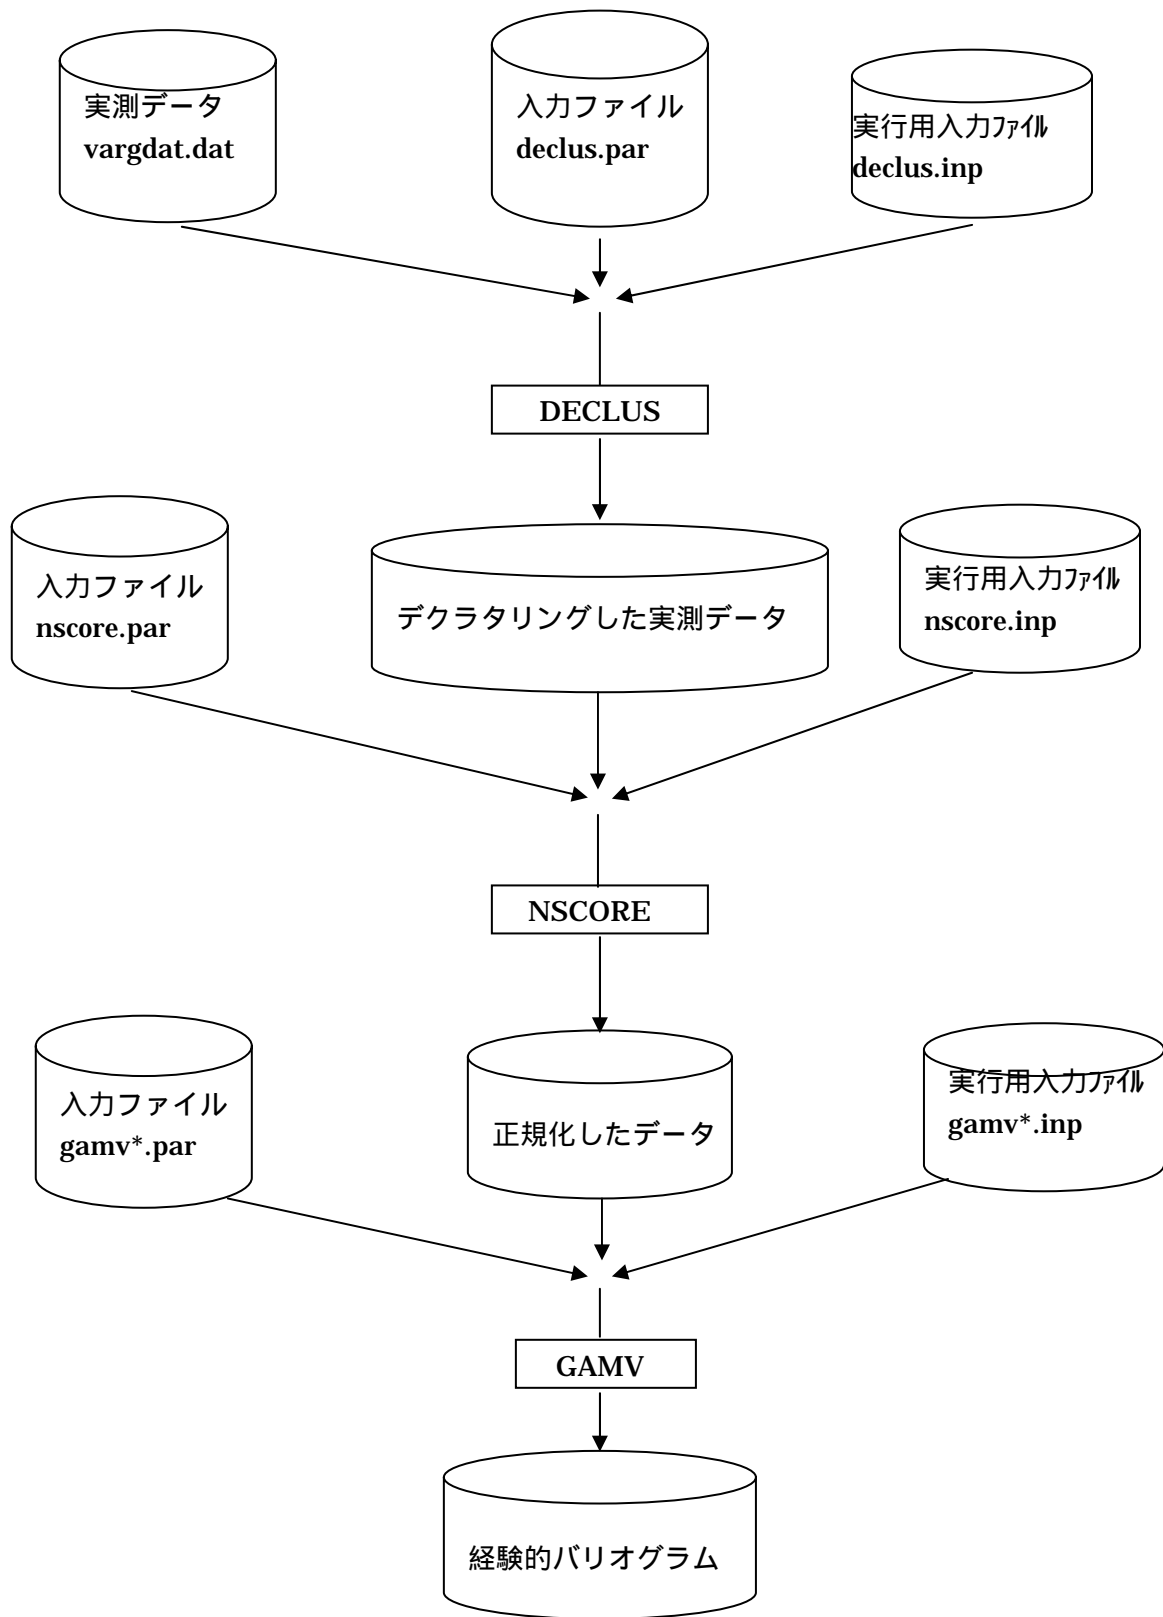 実測データ
vargdat.dat
入力ファイル
declus.par
実行用入力ファイル
declus.inp
DECLUS
入力ファイル
nscore.par
デクラタリングした実測データ
実行用入力ファイル
nscore.inp
NSCORE
入力ファイル
gamv*.par
正規化したデータ
実行用入力ファイル
gamv*.inp
GAMV
経験的バリオグラム